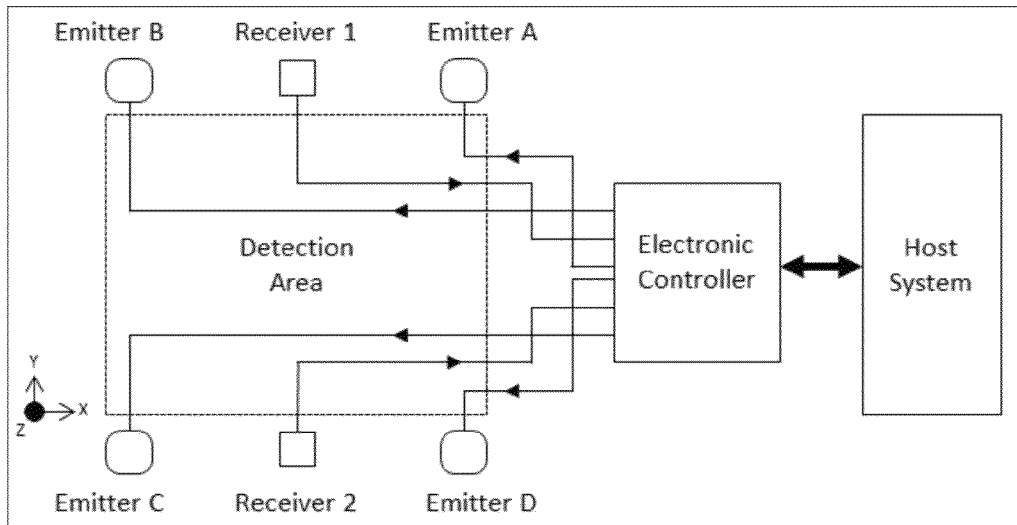 Emitter B
Receiver 1
Emitter A
Detection
Area
Electronic
Controller
Host
System
Y
X
Z
Emitter C
Receiver 2
Emitter D